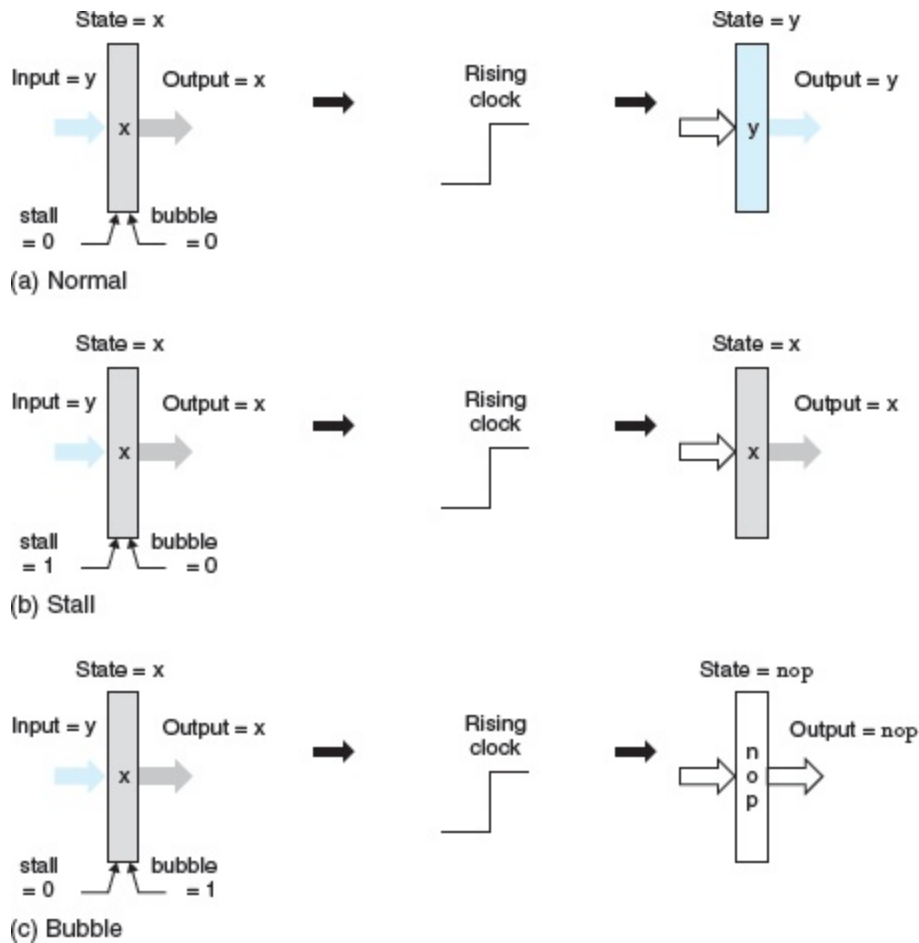 State = x
State = y
Input = y
Output = x
Rising
clock
Output = y
x
y
stall
= 0
bubble
= 0
(a) Normal
State = x
State = x
Input = y
Output = x
Rising
clock
Output = x
x
x
stall
= 1
bubble
= 0
(b) Stall
State = x
State = nop
Input = y
Output = x
Rising
clock
Output = nop
x
n
o
p
stall
= 0
bubble
= 1
(c) Bubble